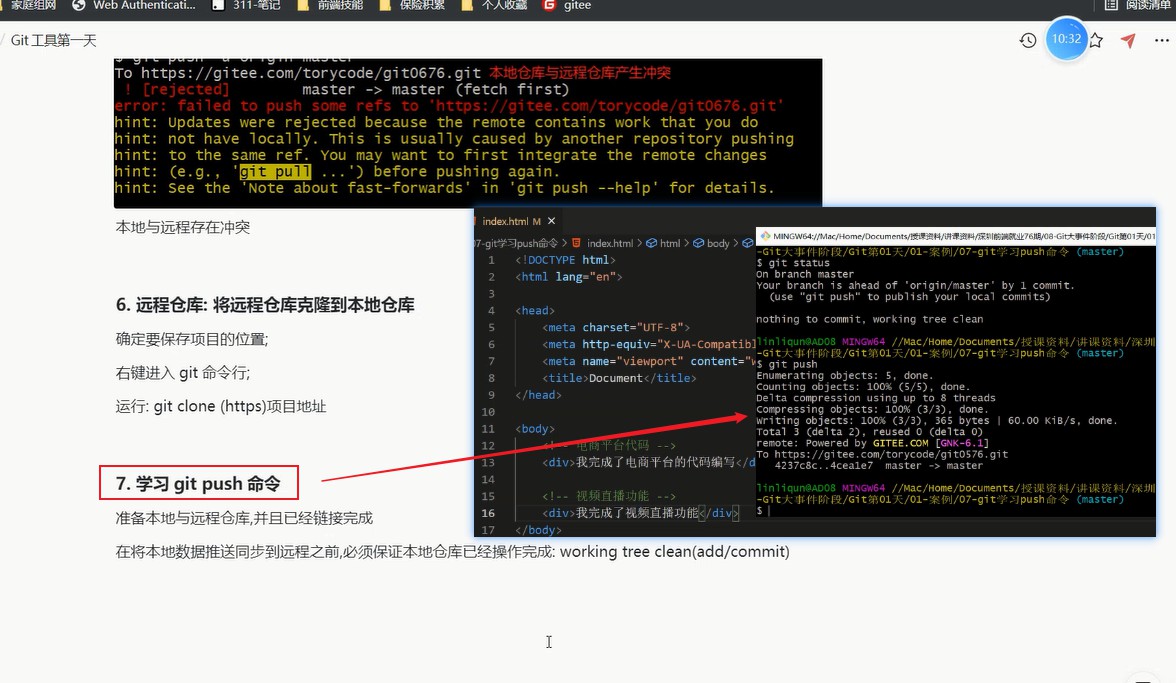 家庭组网
Web Authenticati...
311-笔记
前端技能
保险积累
个人收藏
gitee
阅读清单
/ Git 工具第一天
10:32
To https://gitee.com/torycode/git0676.git 本地仓库与远程仓库产生冲突
! [rejected]        master -> master (fetch first)
error: failed to push some refs to 'https://gitee.com/torycode/git0676.git'
hint: Updates were rejected because the remote contains work that you do
hint: not have locally. This is usually caused by another repository pushing
hint: to the same ref. You may want to first integrate the remote changes
hint: (e.g., 'git pull ...') before pushing again.
hint: See the 'Note about fast-forwards' in 'git push --help' for details.
本地与远程存在冲突
6. 远程仓库: 将远程仓库克隆到本地仓库
确定要保存项目的位置;
右键进入 git 命令行;
运行: git clone (https)项目地址
7. 学习 git push 命令
准备本地与远程仓库,并且已经链接完成
在将本地数据推送同步到远程之前,必须保证本地仓库已经操作完成: working tree clean(add/commit)
index.html M ×
07-git学习push命令 > index.html > html > body >
1 <!DOCTYPE html>
2 <html lang="en">
3
4 <head>
5 <meta charset="UTF-8">
6 <meta http-equiv="X-UA-Compatibl
7 <meta name="viewport" content="w
8 <title>Document</title>
9 </head>
10
11 <body>
12 <!-- 电商平台代码 -->
13 <div>我完成了电商平台的代码编写</d
14
15 <!-- 视频直播功能 -->
16 <div>我完成了视频直播功能</div>
17 </body>
MINGW64://Mac/Home/Documents/授课资料/讲课资料/深圳前端就业76期/08-Git大事件阶段/Git第01天/01
-Git大事件阶段/Git第01天/01-案例/07-git学习push命令 (master)
$ git status
On branch master
Your branch is ahead of 'origin/master' by 1 commit.
(use "git push" to publish your local commits)
nothing to commit, working tree clean
linliqun@AD08 MINGW64 //Mac/Home/Documents/授课资料/讲课资料/深圳
-Git大事件阶段/Git第01天/01-案例/07-git学习push命令 (master)
$ git push
Enumerating objects: 5, done.
Counting objects: 100% (5/5), done.
Delta compression using up to 8 threads
Compressing objects: 100% (3/3), done.
Writing objects: 100% (3/3), 365 bytes | 60.00 KiB/s, done.
Total 3 (delta 2), reused 0 (delta 0)
remote: Powered by GITEE.COM [GNK-6.1]
To https://gitee.com/torycode/0576.git
4237c8c..4cea1e7  master -> master
linliqun@AD08 MINGW64 //Mac/Home/Documents/授课资料/讲课资料/深圳
-Git大事件阶段/Git第01天/01-案例/07-git学习push命令 (master)
$